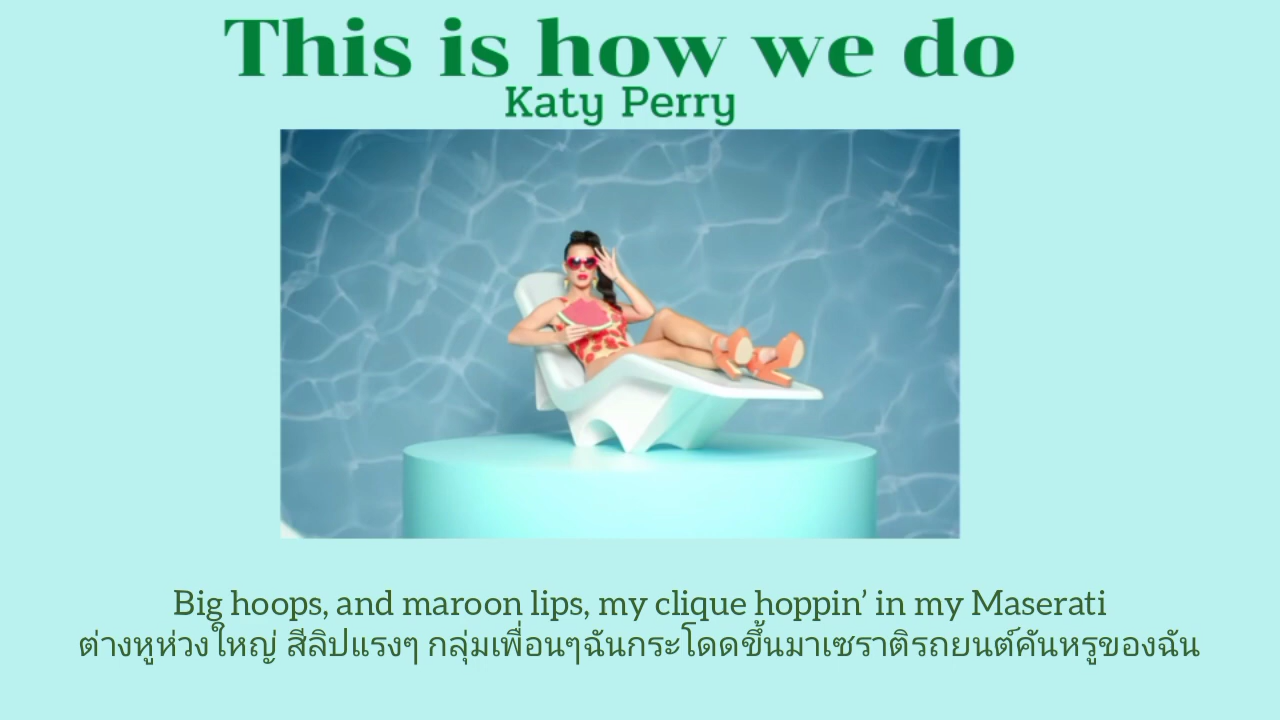 This is how we do
Katy Perry
Big hoops, and maroon lips, my clique hoppin’ in my Maserati
ต่างหูห่วงใหญ่ สีลิปแรงๆ กลุ่มเพื่อนๆฉันกระโดดขึ้นมาเซราติรถยนต์คันหรูของฉัน